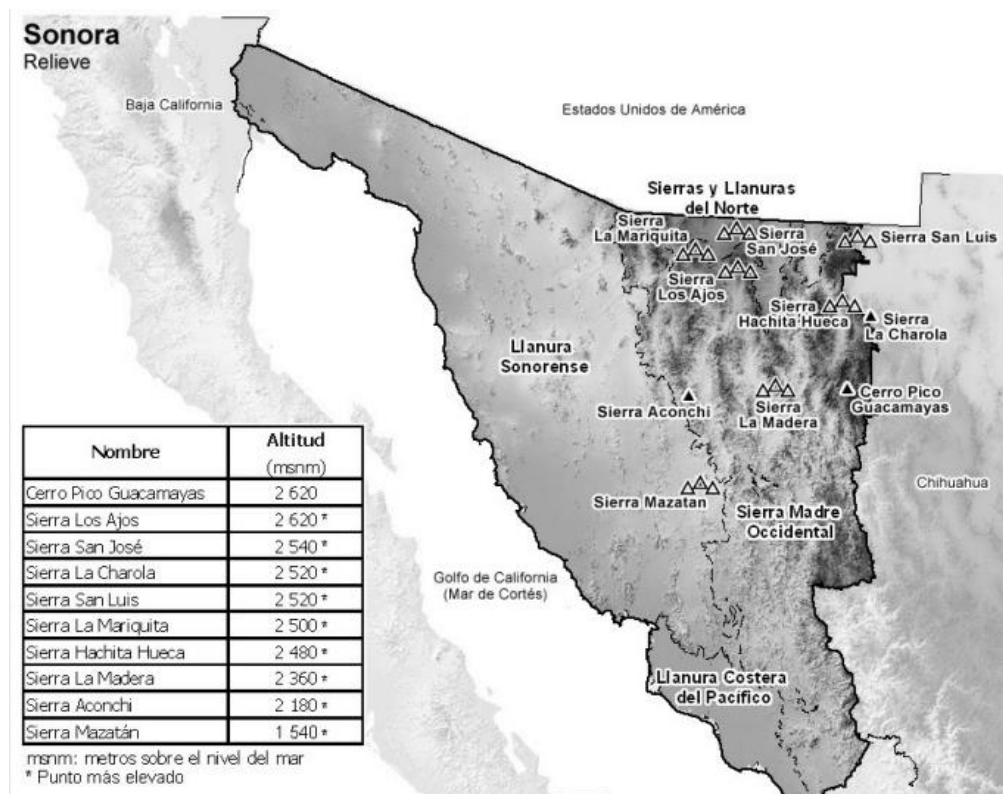 Sonora
Relieve
Baja California
Estados Unidos de América
Sierras y Llanuras
del Norte
Sierra
La Mariquita
Sierra
San José
Sierra San Luis
Sierra
Los Ajos
Sierra
Hachita Hueca
Sierra
La Charola
Llanura
Sonorense
Sierra Aconchi
Sierra
La Madera
Cerro Pico
Guacamayas
Sierra Mazatan
Sierra Madre
Occidental
Chihuahua
Golfo de California
(Mar de Cortés)
Llanura Costera
del Pacífico
Nombre Altitud
(msnm)
Cerro Pico Guacamayas 2 620
Sierra Los Ajos 2 620 *
Sierra San José 2 540 *
Sierra La Charola 2 520 *
Sierra San Luis 2 520 *
Sierra La Mariquita 2 500 *
Sierra Hachita Hueca 2 480 *
Sierra La Madera 2 360 *
Sierra Aconchi 2 180 *
Sierra Mazatán 1 540 *
msnm: metros sobre el nivel del mar
* Punto más elevado